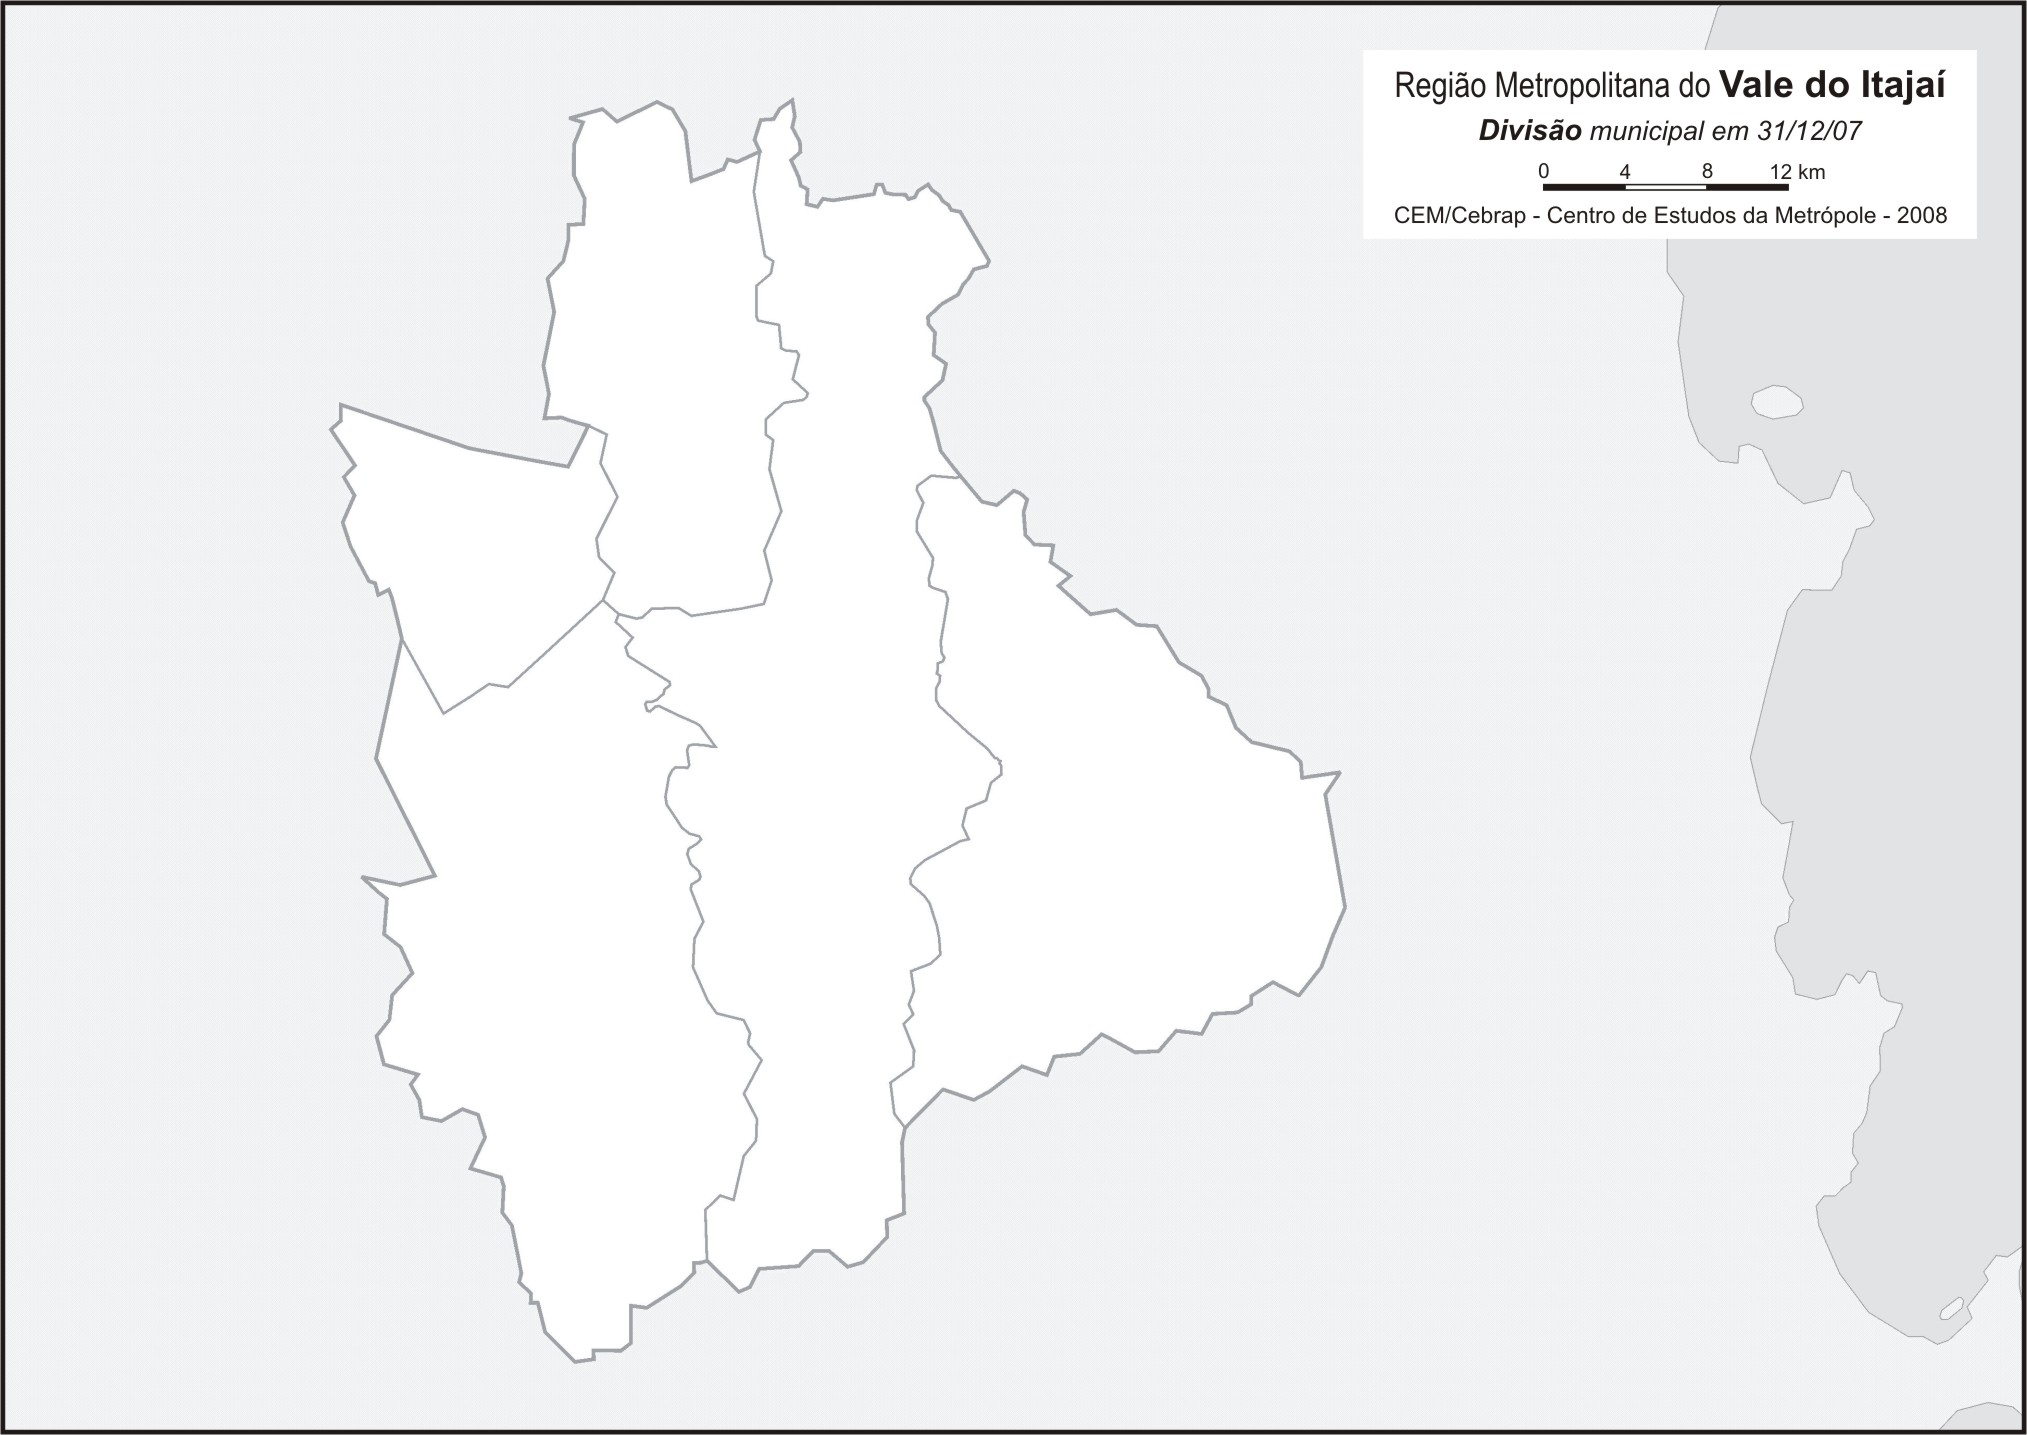 Região Metropolitana do Vale do Itajaí
Divisão municipal em 31/12/07
0 4 8 12 km
CEM/Cebrap - Centro de Estudos da Metrópole - 2008